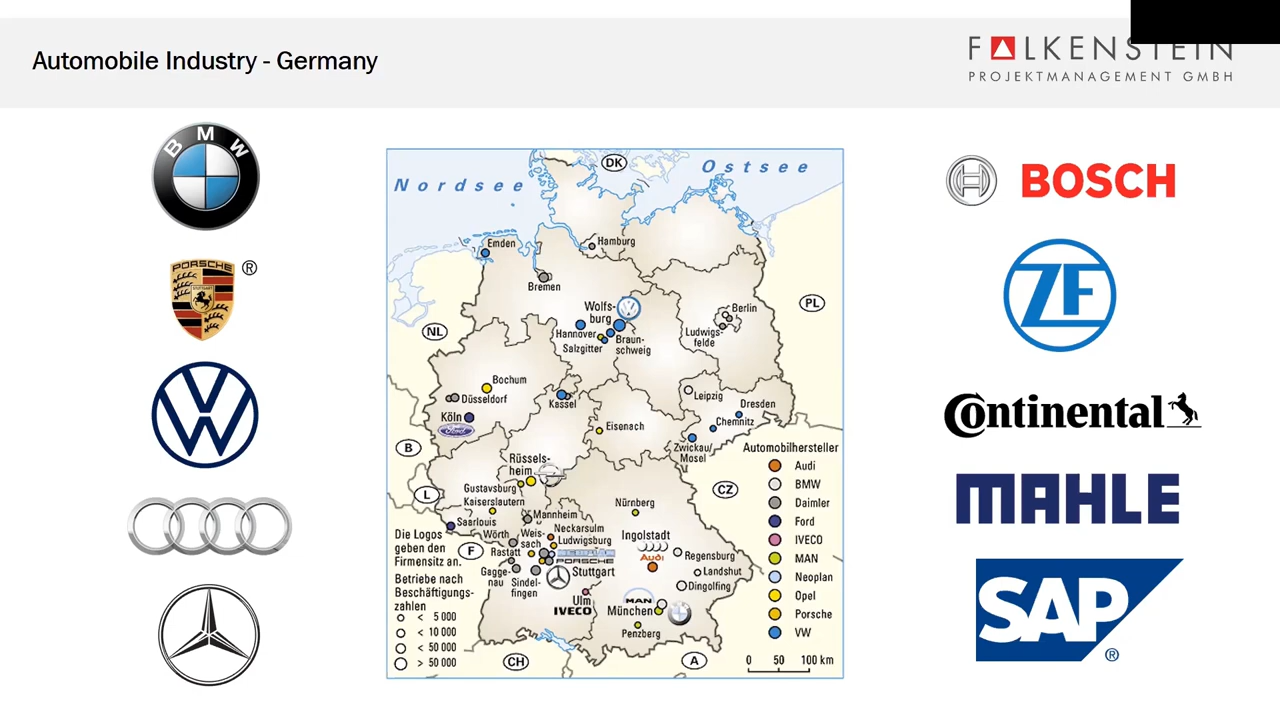 Automobile Industry - Germany
FALKENSTEIN
PROJEKTMANAGEMENT GMBH
BMW
PORSCHE
STUTTGART
®
Nordsee
Ostsee
DK
Emden
Hamburg
Bremen
Wolfs-
burg
Berlin
PL
NL
Hannover
Salzgitter
Braun-
schweig
Ludwigs-
felde
Bochum
Düsseldorf
Kassel
Leipzig
Dresden
Köln
Ford
Chemnitz
Eisenach
B
Zwickau/
Mosel
Rüssels-
heim
L
Gustavsburg
Kaiserslautern
CZ
Nürnberg
Saarlouis
Mannheim
Wörth
Weis-
sach
Neckarsulm
Ludwigsburg
Ingolstadt
Audi
F
Rastatt
PORSCHE
Regensburg
Gagge-
nau
Sindel-
fingen
Stuttgart
Landshut
Dingolfing
Ulm
IVECO
MAN
München
Penzberg
CH
A
Die Logos
geben den
Firmensitz an.
Betriebe nach
Beschäftigungs-
zahlen
< 5 000
< 10 000
< 50 000
> 50 000
Automobilhersteller
Audi
BMW
Daimler
Ford
IVECO
MAN
Neoplan
Opel
Porsche
VW
0 50 100 km
BOSCH
ZF
Continental
MAHLE
SAP
®